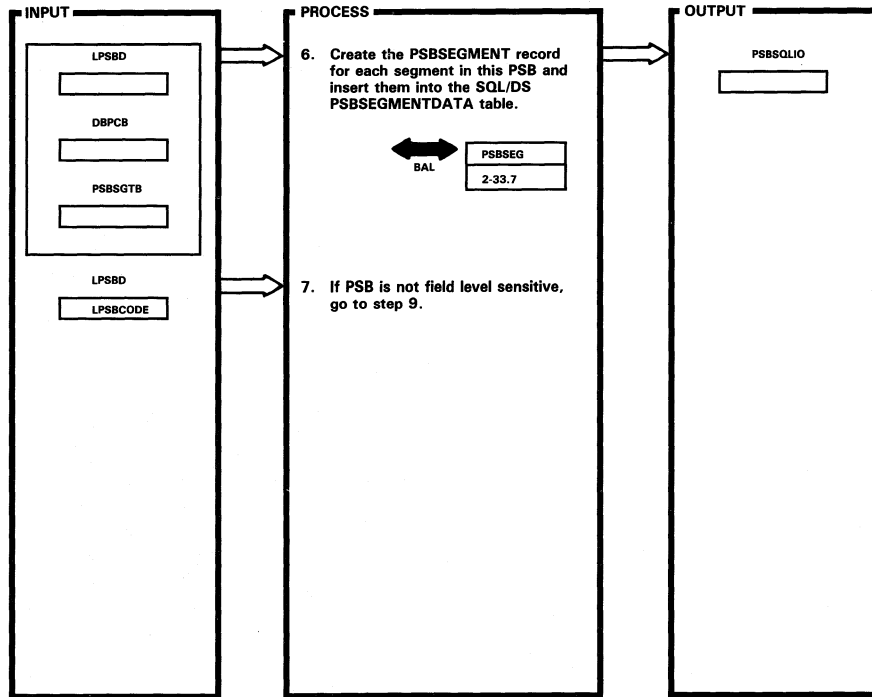 INPUT
LPSBD
DBPCB
PSBSGTB
LPSBD
LPSBCODE
PROCESS
6. Create the PSBSEGMENT record
for each segment in this PSB and
insert them into the SQL/DS
PSBSEGMENTDATA table.
BAL
PSBSEG
2-33.7
7. If PSB is not field level sensitive,
go to step 9.
OUTPUT
PSBSQLIO